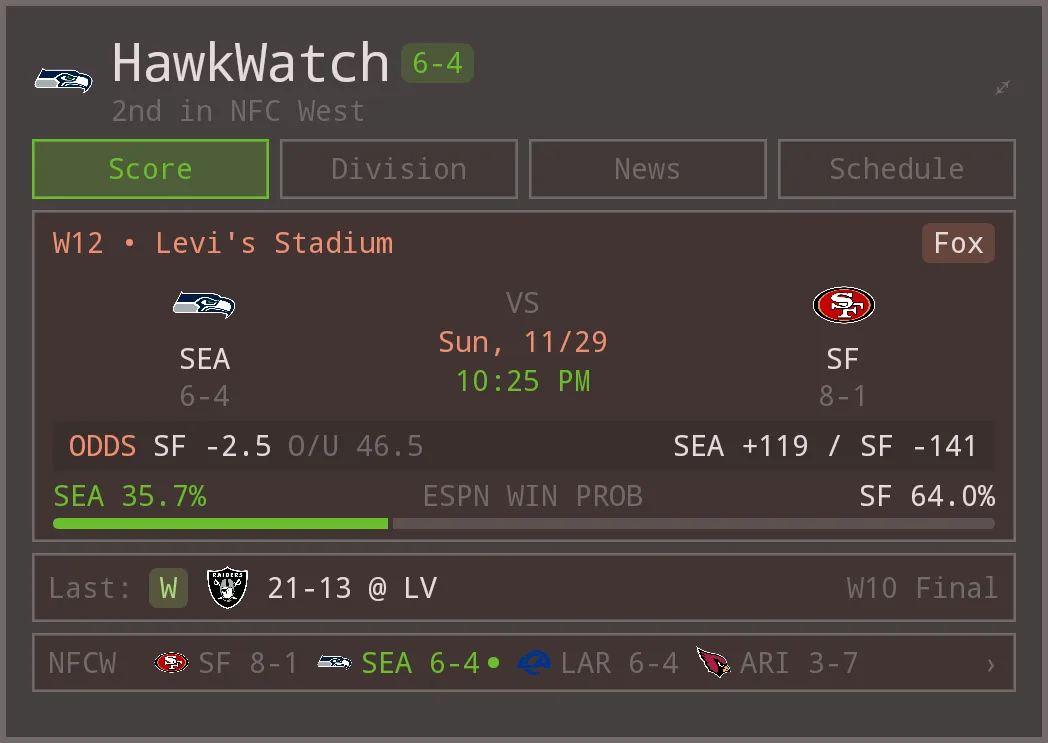 HawkWatch 6-4
2nd in NFC West
Score Division News Schedule
W12 • Levi's Stadium Fox
VS
Sun, 11/29
10:25 PM
SEA
6-4
SF
8-1
ODDS SF -2.5 O/U 46.5 SEA +119 / SF -141
SEA 35.7% ESPN WIN PROB SF 64.0%
Last: W RAIDERS 21-13 @ LV W10 Final
NFCW SF 8-1 SEA 6-4 • LAR 6-4 ARI 3-7 ›